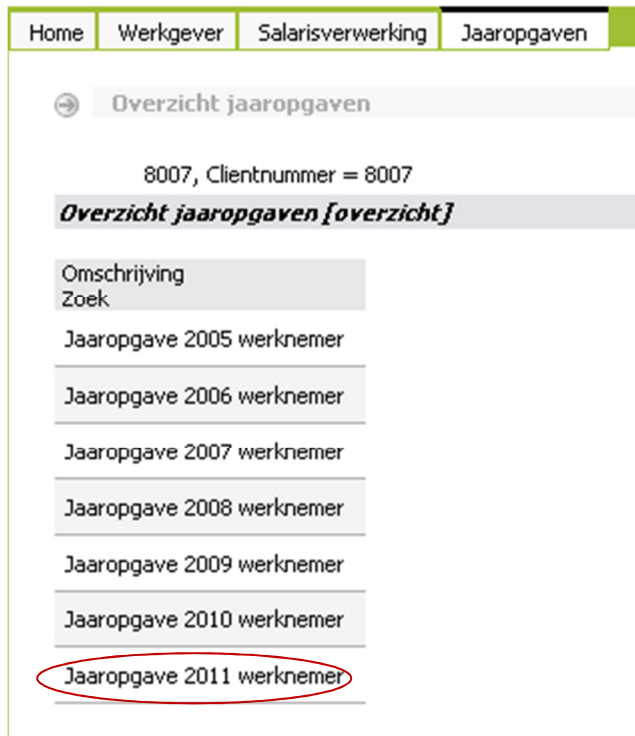 Home Werkgever Salarisverwerking Jaaropgaven
Overzicht jaaropgaven
8007, Clientnummer = 8007
Overzicht jaaropgaven [overzicht]
Omschrijving
Zoek
Jaaropgave 2005 werknemer
Jaaropgave 2006 werknemer
Jaaropgave 2007 werknemer
Jaaropgave 2008 werknemer
Jaaropgave 2009 werknemer
Jaaropgave 2010 werknemer
Jaaropgave 2011 werknemer